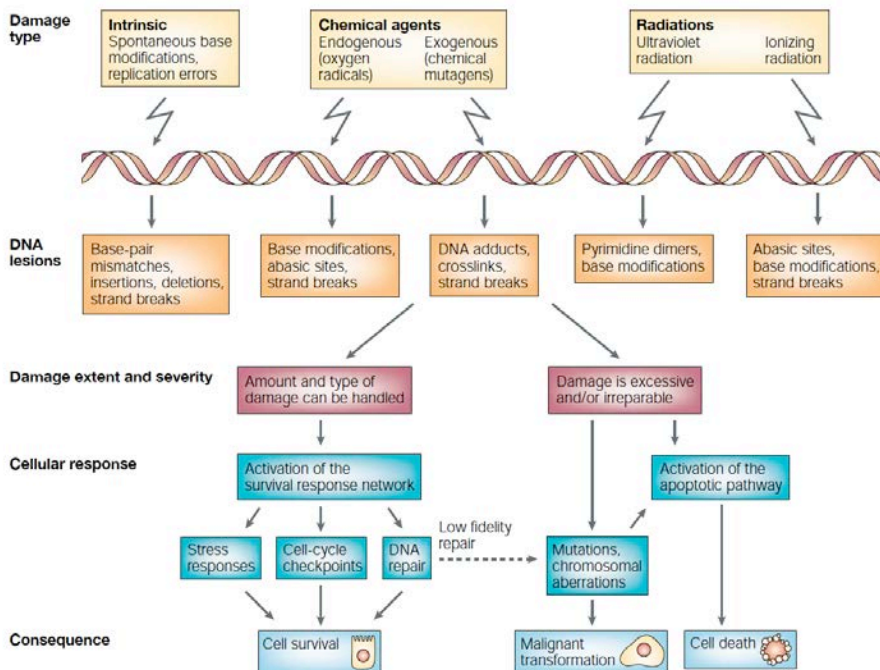 Damage
type
Intrinsic
Spontaneous base
modifications,
replication errors
Chemical agents
Endogenous
(oxygen
radicals)
Exogenous
(chemical
mutagens)
Radiations
Ultraviolet
radiation
Ionizing
radiation
DNA
lesions
Base-pair
mismatches,
insertions, deletions,
strand breaks
Base modifications,
abasic sites,
strand breaks
DNA adducts,
crosslinks,
strand breaks
Pyrimidine dimers,
base modifications
Abasic sites,
base modifications,
strand breaks
Damage extent and severity
Amount and type of
damage can be handled
Damage is excessive
and/or irreparable
Cellular response
Activation of the
survival response network
Activation of the
apoptotic pathway
Stress
responses
Cell-cycle
checkpoints
DNA
repair
Low fidelity
repair
Mutations,
chromosomal
aberrations
Consequence
Cell survival
Malignant
transformation
Cell death